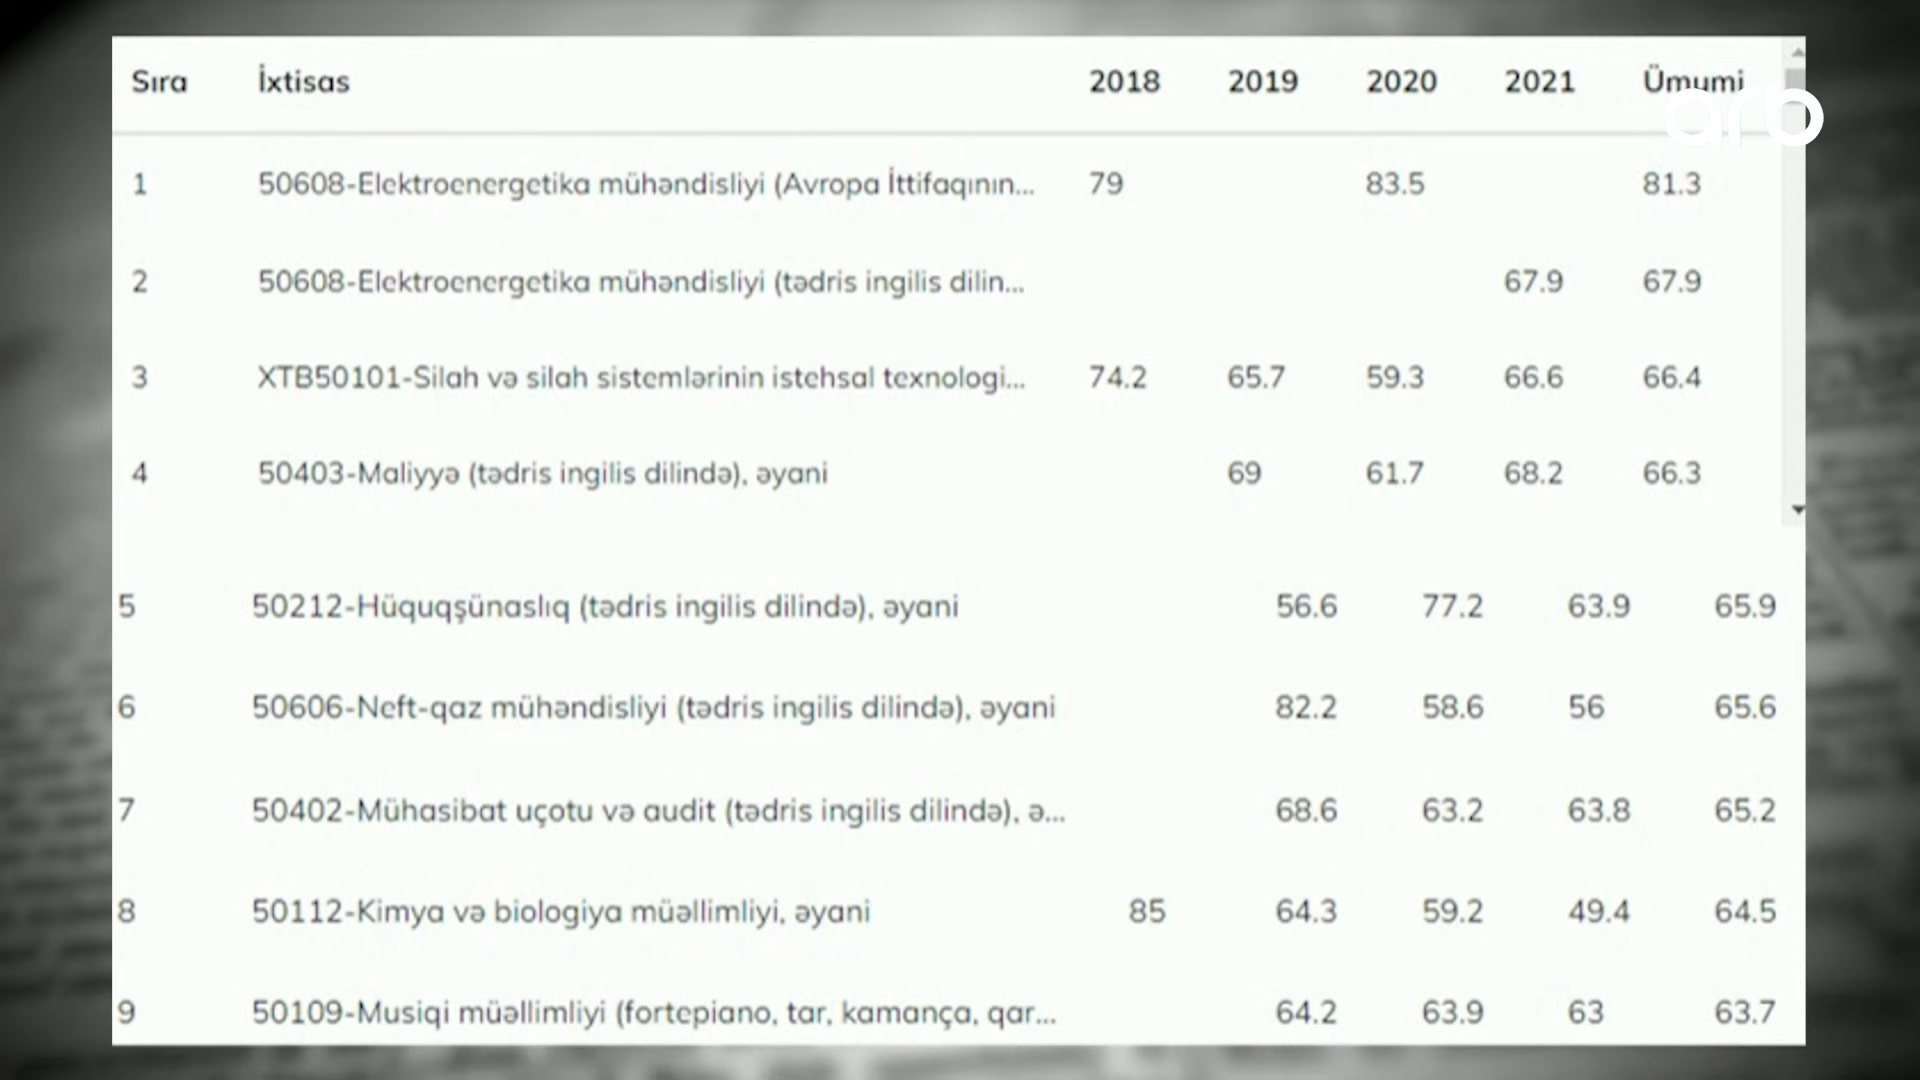 Sıra İxtisas 2018 2019 2020 2021 Ümumi
arb
1 50608-Elektroenergetika mühəndisliyi (Avropa İttifaqının... 79 83.5 81.3
2 50608-Elektroenergetika mühəndisliyi (tədris ingilis dilin... 67.9 67.9
3 XTB50101-Silah və silah sistemlərinin istehsal texnologi... 74.2 65.7 59.3 66.6 66.4
4 50403-Maliyyə (tədris ingilis dilində), əyani 69 61.7 68.2 66.3
5 50212-Hüquqşünaslıq (tədris ingilis dilində), əyani 56.6 77.2 63.9 65.9
6 50606-Neft-qaz mühəndisliyi (tədris ingilis dilində), əyani 82.2 58.6 56 65.6
7 50402-Mühasibat uçotu və audit (tədris ingilis dilində), ə... 68.6 63.2 63.8 65.2
8 50112-Kimya və biologiya müəllimliyi, əyani 85 64.3 59.2 49.4 64.5
9 50109-Musiqi müəllimliyi (fortepiano, tar, kamança, qar... 64.2 63.9 63 63.7